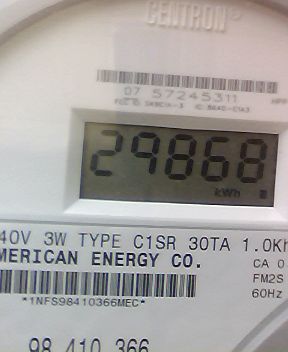 CENTRON®
07 57245311
29868
kWh
40V 3W TYPE C1SR 30TA 1.0Kh
MERICAN ENERGY CO.
CA 0
FM2S
60Hz
*1NFS98410366MEC*
98 410 366